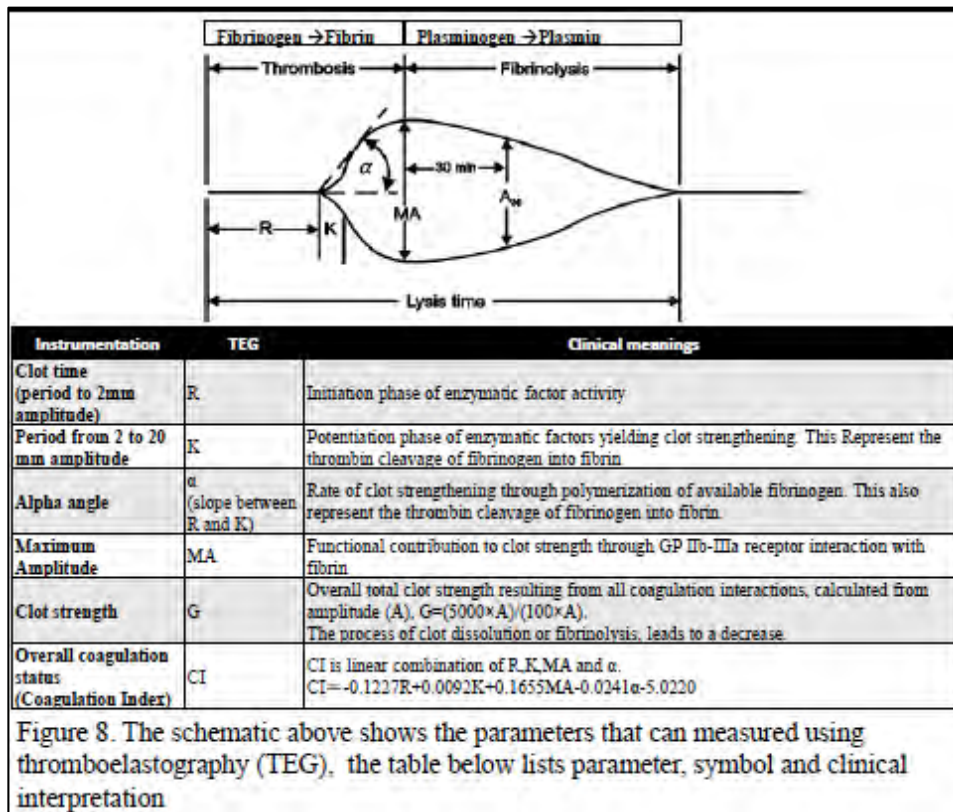 Fibrinogen →Fibrin Plasminogen →Plasmin
Thrombosis Fibrinolysis
α
30 min
MA
R K
Lysis time
Instrumentation TEG Clinical meanings
Clot time
(period to 2mm
amplitude)
R
Initiation phase of enzymatic factor activity
Period from 2 to 20
mm amplitude
K
Potentiation phase of enzymatic factors yielding clot strengthening. This Represent the
thrombin cleavage of fibrinogen into fibrin
Alpha angle
α
(slope between
R and K)
Rate of clot strengthening through polymerization of available fibrinogen. This also
represent the thrombin cleavage of fibrinogen into fibrin.
Maximum
Amplitude
MA
Functional contribution to clot strength through GP IIb-IIIa receptor interaction with
fibrin
Clot strength
G
Overall total clot strength resulting from all coagulation interactions, calculated from
amplitude (A), G=(5000×A)/(100×A).
The process of clot dissolution or fibrinolysis, leads to a decrease.
Overall coagulation
status
(Coagulation Index)
CI
CI is linear combination of R,K,MA and α.
CI=-0.1227R+0.0092K+0.1655MA-0.0241α-5.0220
Figure 8. The schematic above shows the parameters that can measured using
thromboelastography (TEG), the table below lists parameter, symbol and clinical
interpretation